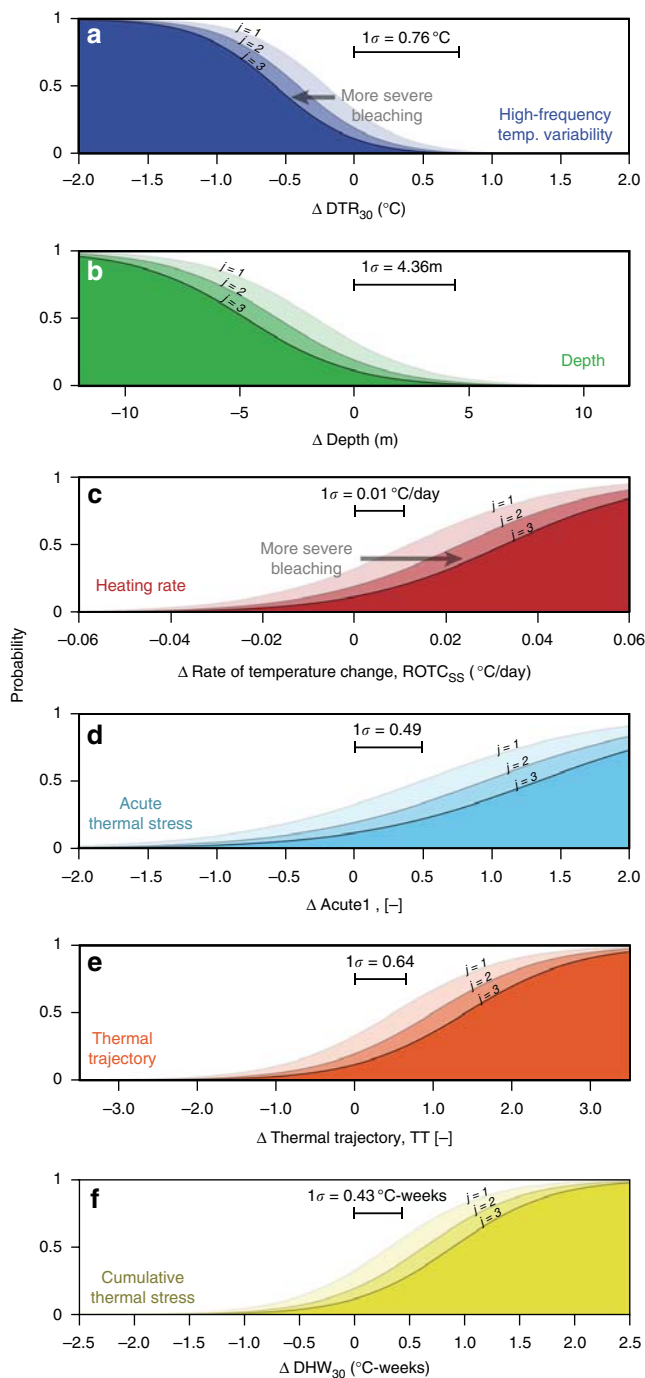 a
1
0.5
0
j = 1
j = 2
j = 3
1σ = 0.76 °C
More severe
bleaching
High-frequency
temp. variability
−2.0 −1.5 −1.0 −0.5 0 0.5 1.0 1.5 2.0
Δ DTR30 (°C)
b
1
0.5
0
j = 1
j = 2
j = 3
1σ = 4.36m
Depth
−10 −5 0 5 10
Δ Depth (m)
c
1
0.5
0
1σ = 0.01 °C/day
j = 1
j = 2
j = 3
More severe
bleaching
Heating rate
−0.06 −0.04 −0.02 0 0.02 0.04 0.06
Δ Rate of temperature change, ROTCSS (°C/day)
Probability
d
1
0.5
0
1σ = 0.49
j = 1
j = 2
j = 3
Acute
thermal stress
−2.0 −1.5 −1.0 −0.5 0 0.5 1.0 1.5 2.0
Δ Acute1 , [–]
e
1
0.5
0
1σ = 0.64
j = 1
j = 2
j = 3
Thermal
trajectory
−3.0 −2.0 −1.0 0 1.0 2.0 3.0
Δ Thermal trajectory, TT [–]
f
1
0.5
0
1σ = 0.43 °C-weeks
j = 1
j = 2
j = 3
Cumulative
thermal stress
−2.5 −2.0 −1.5 −1.0 −0.5 0 0.5 1.0 1.5 2.0 2.5
Δ DHW30 (°C-weeks)